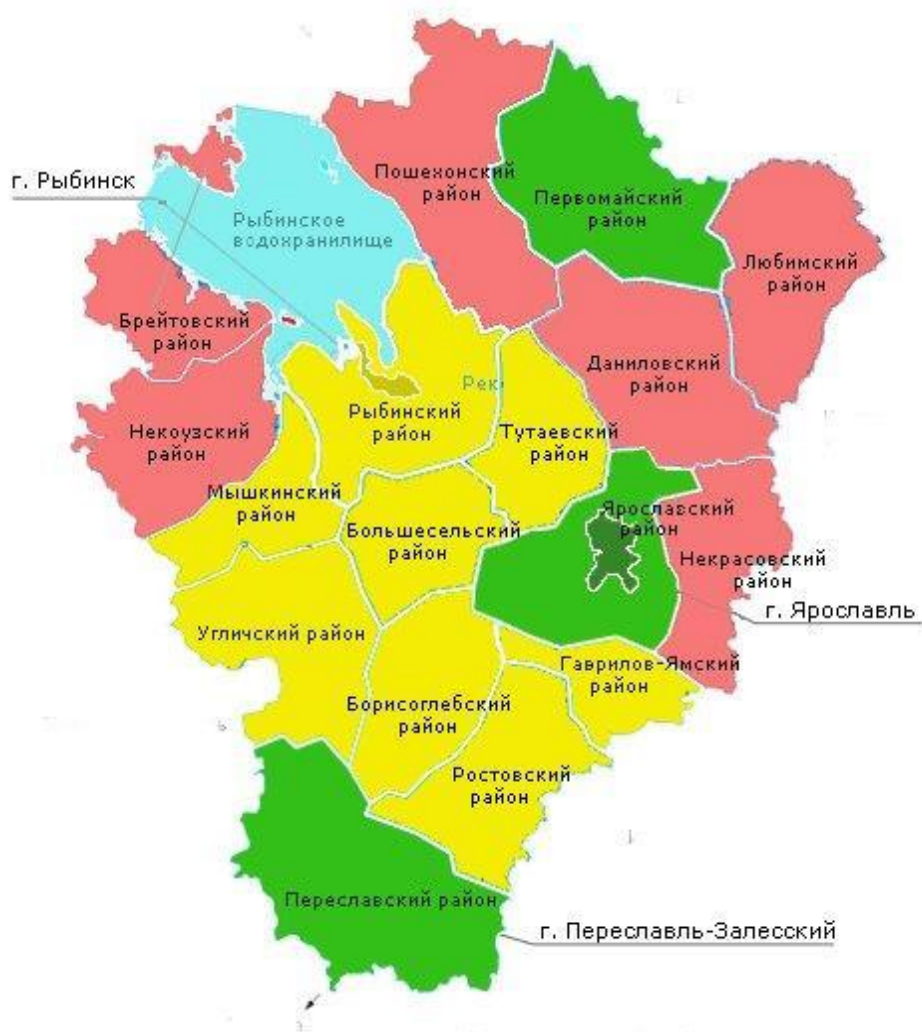 г. Рыбинск
Пошехонский
район
Первомайский
район
Рыбинское
водохранилище
Любимский
район
Брейтовский
район
Даниловский
район
Рек
Рыбинский
район
Некоузский
район
Тутаевский
район
Мышкинский
район
Большесельский
район
Ярославский
район
Некрасовский
район
г. Ярославль
Угличский район
Гаврилов-Ямский
район
Борисоглебский
район
Ростовский
район
Переславский район
г. Переславль-Залесский